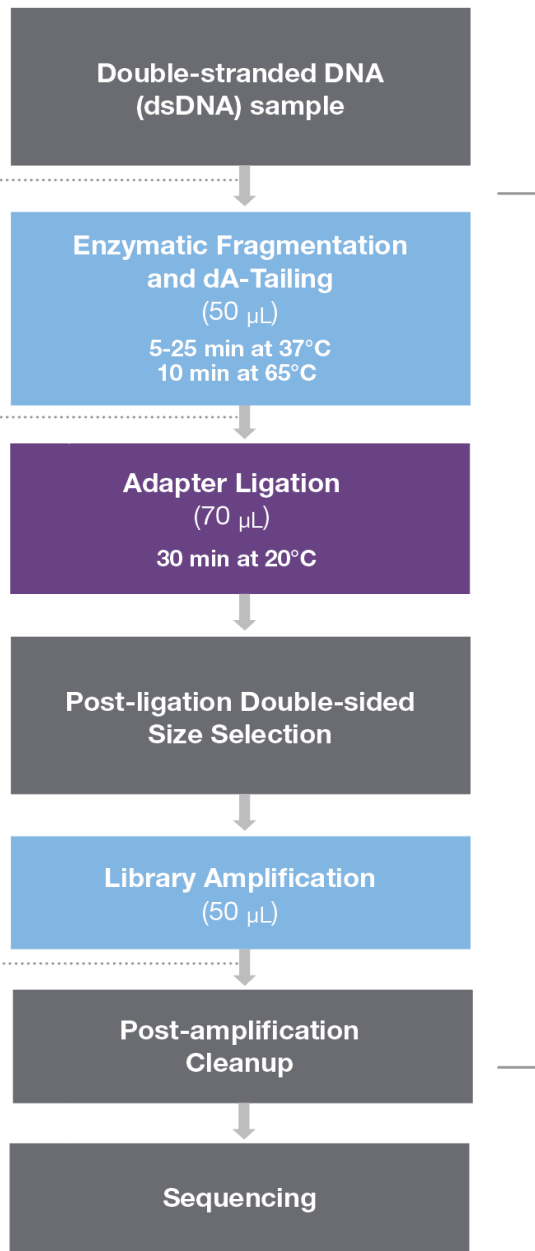 Double-stranded DNA
(dsDNA) sample
Enzymatic Fragmentation
and dA-Tailing
(50 µL)
5-25 min at 37°C
10 min at 65°C
Adapter Ligation
(70 µL)
30 min at 20°C
Post-ligation Double-sided
Size Selection
Library Amplification
(50 µL)
Post-amplification
Cleanup
Sequencing